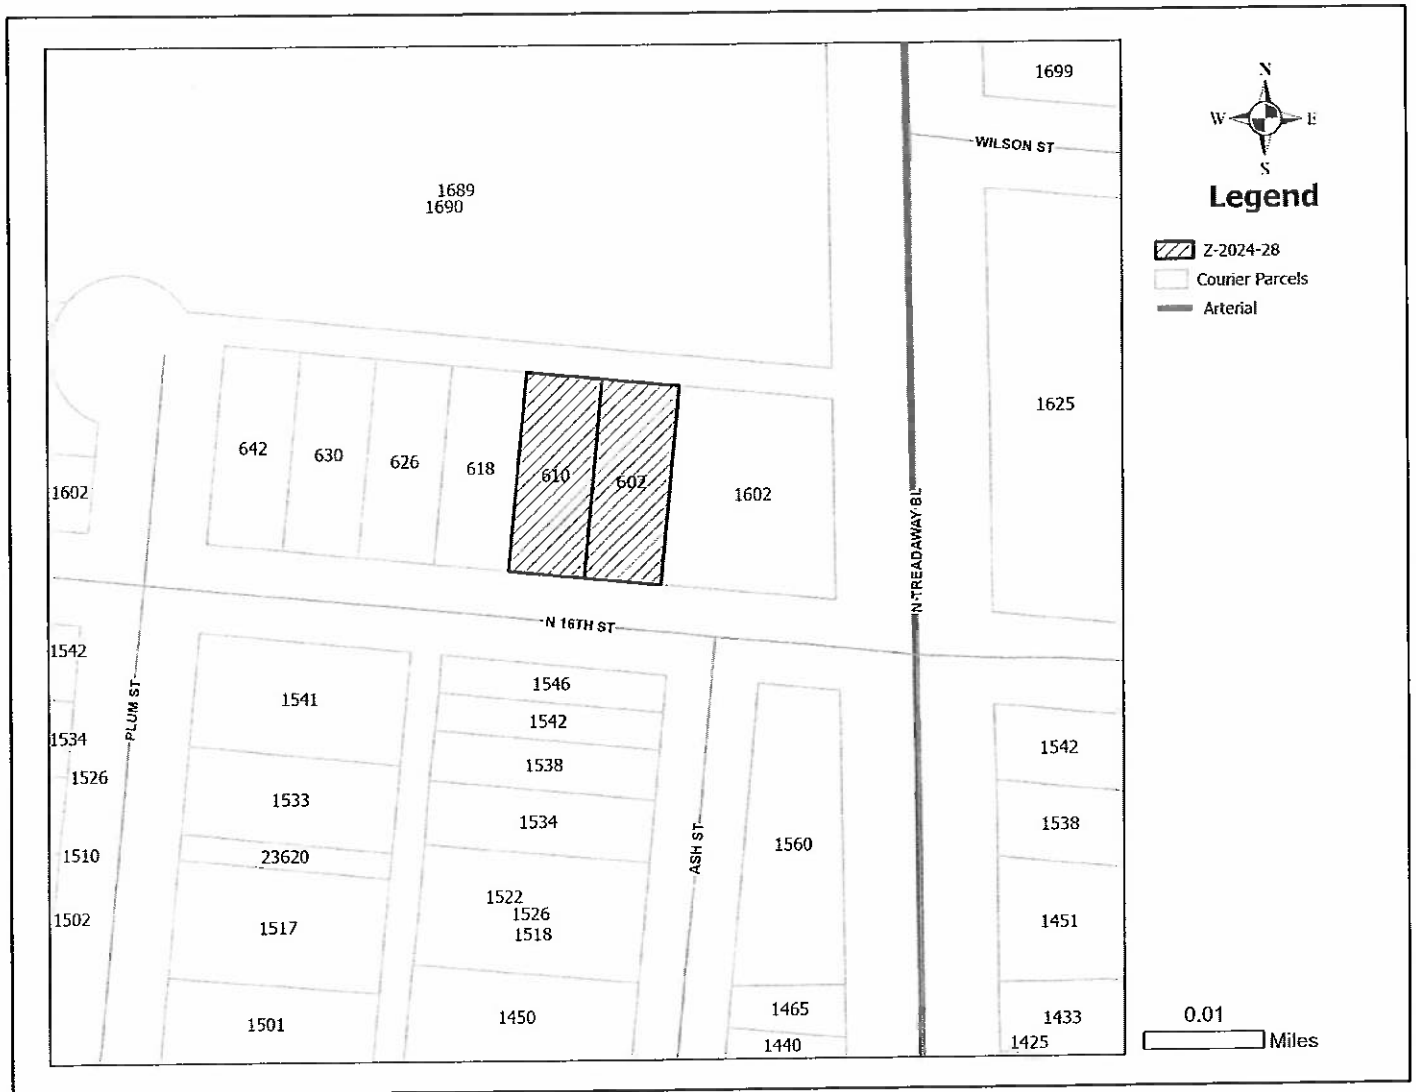 1699
N
W
E
S
WILSON ST
Legend
1689
1690
Z-2024-28
Courier Parcels
Arterial
1625
642
630
626
618
610
602
1602
1602
N TREADAWAY BL
N 16TH ST
1542
1541
1546
1542
1538
1534
1534
1526
1533
23620
1510
1502
1517
1522
1526
1518
1501
1450
PLUM ST
ASH ST
1560
1465
1440
1542
1538
1451
1433
1425
0.01
Miles